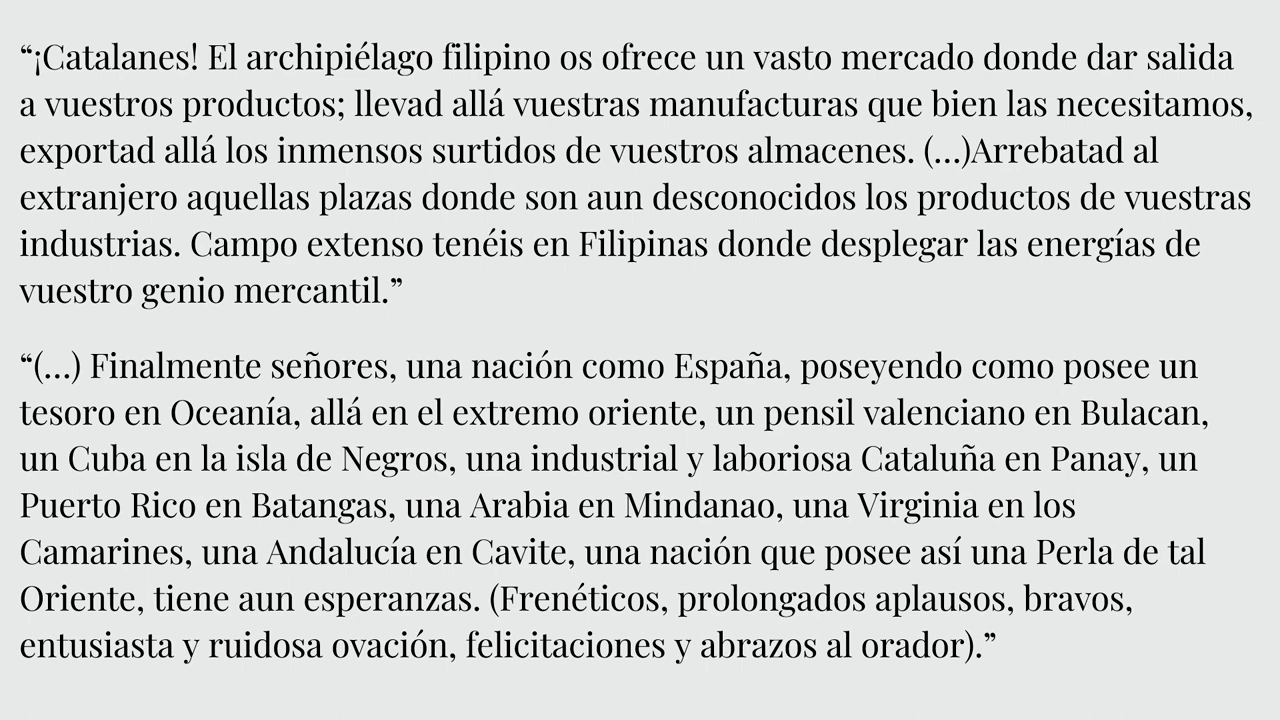 “¡Catalanes! El archipiélago filipino os ofrece un vasto mercado donde dar salida
a vuestros productos; llevad allá vuestras manufacturas que bien las necesitamos,
exportad allá los inmensos surtidos de vuestros almacenes. (...)Arrebatad al
extranjero aquellas plazas donde son aun desconocidos los productos de vuestras
industrias. Campo extenso tenéis en Filipinas donde desplegar las energías de
vuestro genio mercantil.”
“(...) Finalmente señores, una nación como España, poseyendo como posee un
tesoro en Oceanía, allá en el extremo oriente, un pensil valenciano en Bulacan,
un Cuba en la isla de Negros, una industrial y laboriosa Cataluña en Panay, un
Puerto Rico en Batangas, una Arabia en Mindanao, una Virginia en los
Camarines, una Andalucía en Cavite, una nación que posee así una Perla de tal
Oriente, tiene aun esperanzas. (Frenéticos, prolongados aplausos, bravos,
entusiasta y ruidosa ovación, felicitaciones y abrazos al orador).”